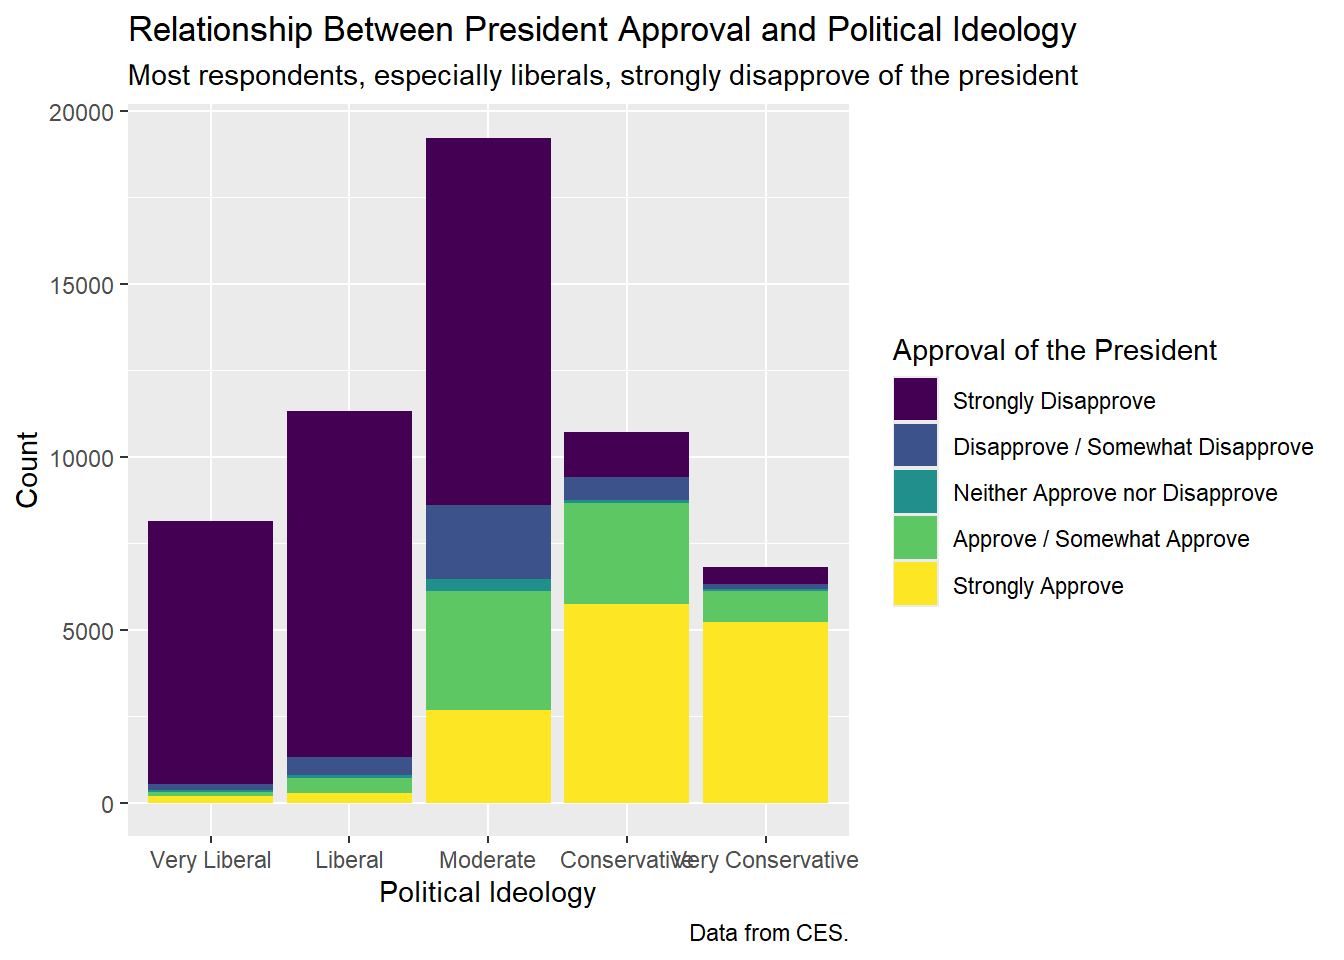 Relationship Between President Approval and Political Ideology
Most respondents, especially liberals, strongly disapprove of the president
20000
15000
10000
5000
0
Count
Very Liberal
Liberal
Moderate
Conservative
Very Conservative
Political Ideology
Approval of the President
Strongly Disapprove
Disapprove / Somewhat Disapprove
Neither Approve nor Disapprove
Approve / Somewhat Approve
Strongly Approve
Data from CES.